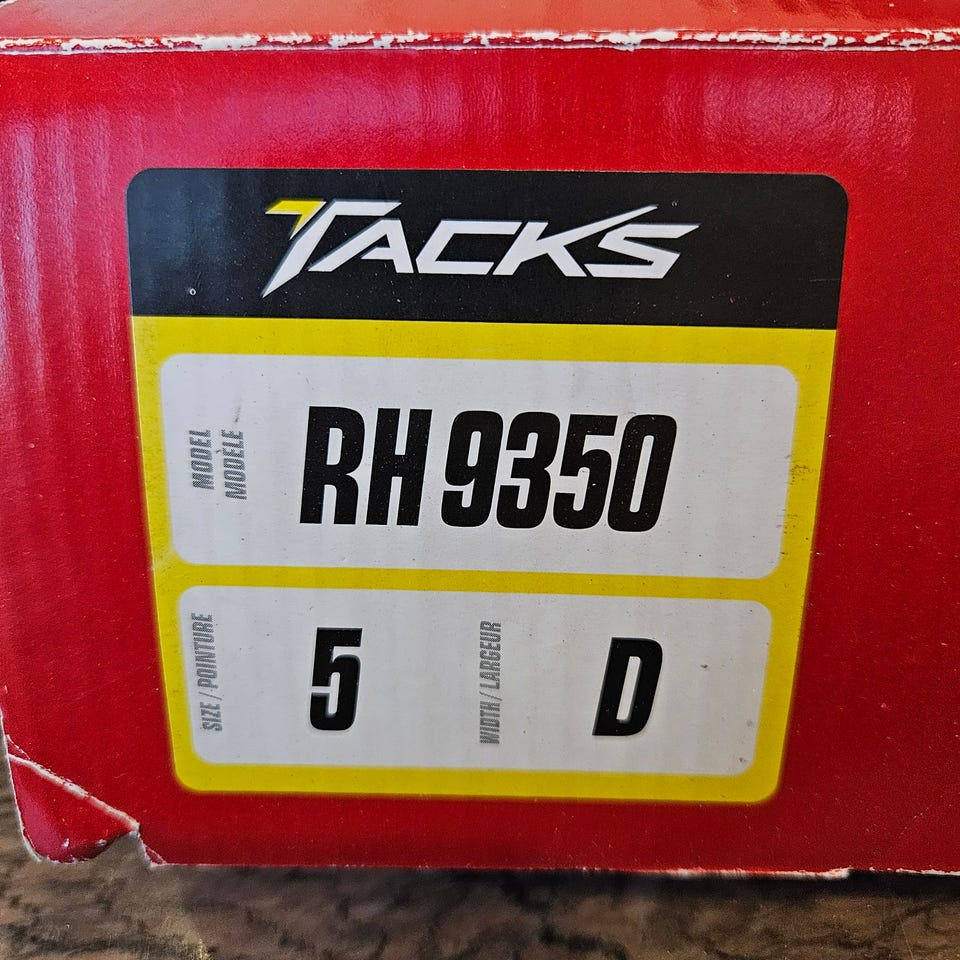 TACKS
MODEL
MODÈLE
RH 9350
SIZE / POINTURE
5
WIDTH / LARGEUR
D